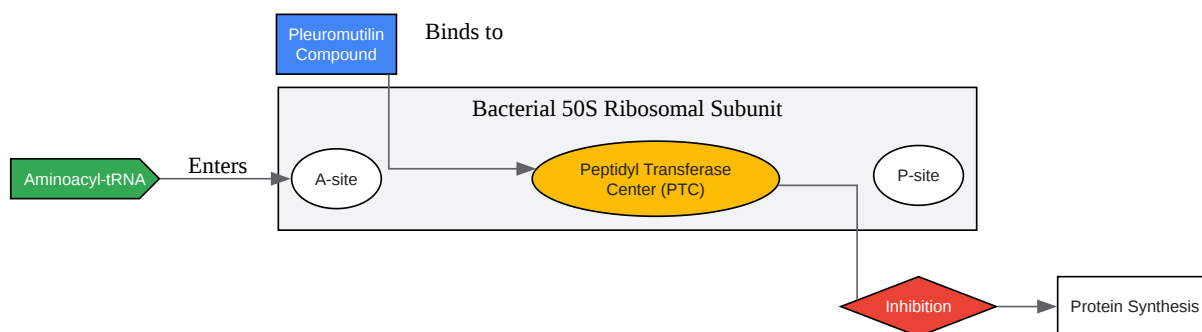 Pleuromutilin
Compound
Binds to
Bacterial 50S Ribosomal Subunit
Aminoacyl-tRNA
Enters
A-site
Peptidyl Transferase
Center (PTC)
P-site
Inhibition
Protein Synthesis